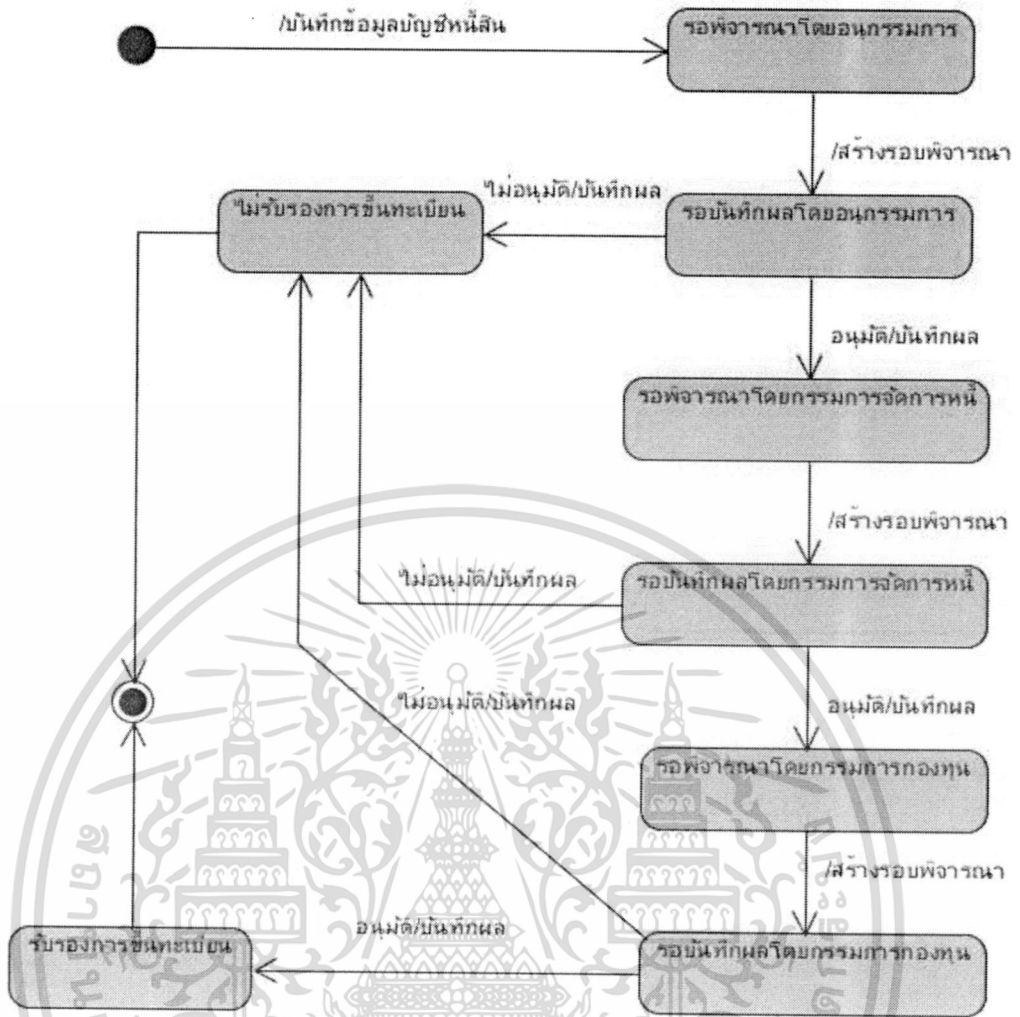 /บันทึกข้อมูลบัญชีหนี้สิน
รอพิจารณาโดยอนุกรรมการ
/สร้างรอบพิจารณา
ไม่อนุมัติ/บันทึกผล
ไม่รับรองการขึ้นทะเบียน
รอบันทึกผลโดยอนุกรรมการ
อนุมัติ/บันทึกผล
รอพิจารณาโดยกรรมการจัดการหนี้
/สร้างรอบพิจารณา
ไม่อนุมัติ/บันทึกผล
รอบันทึกผลโดยกรรมการจัดการหนี้
ไม่อนุมัติ/บันทึกผล
อนุมัติ/บันทึกผล
รอพิจารณาโดยกรรมการกองทุน
/สร้างรอบพิจารณา
อนุมัติ/บันทึกผล
รับรองการขึ้นทะเบียน
รอบันทึกผลโดยกรรมการกองทุน